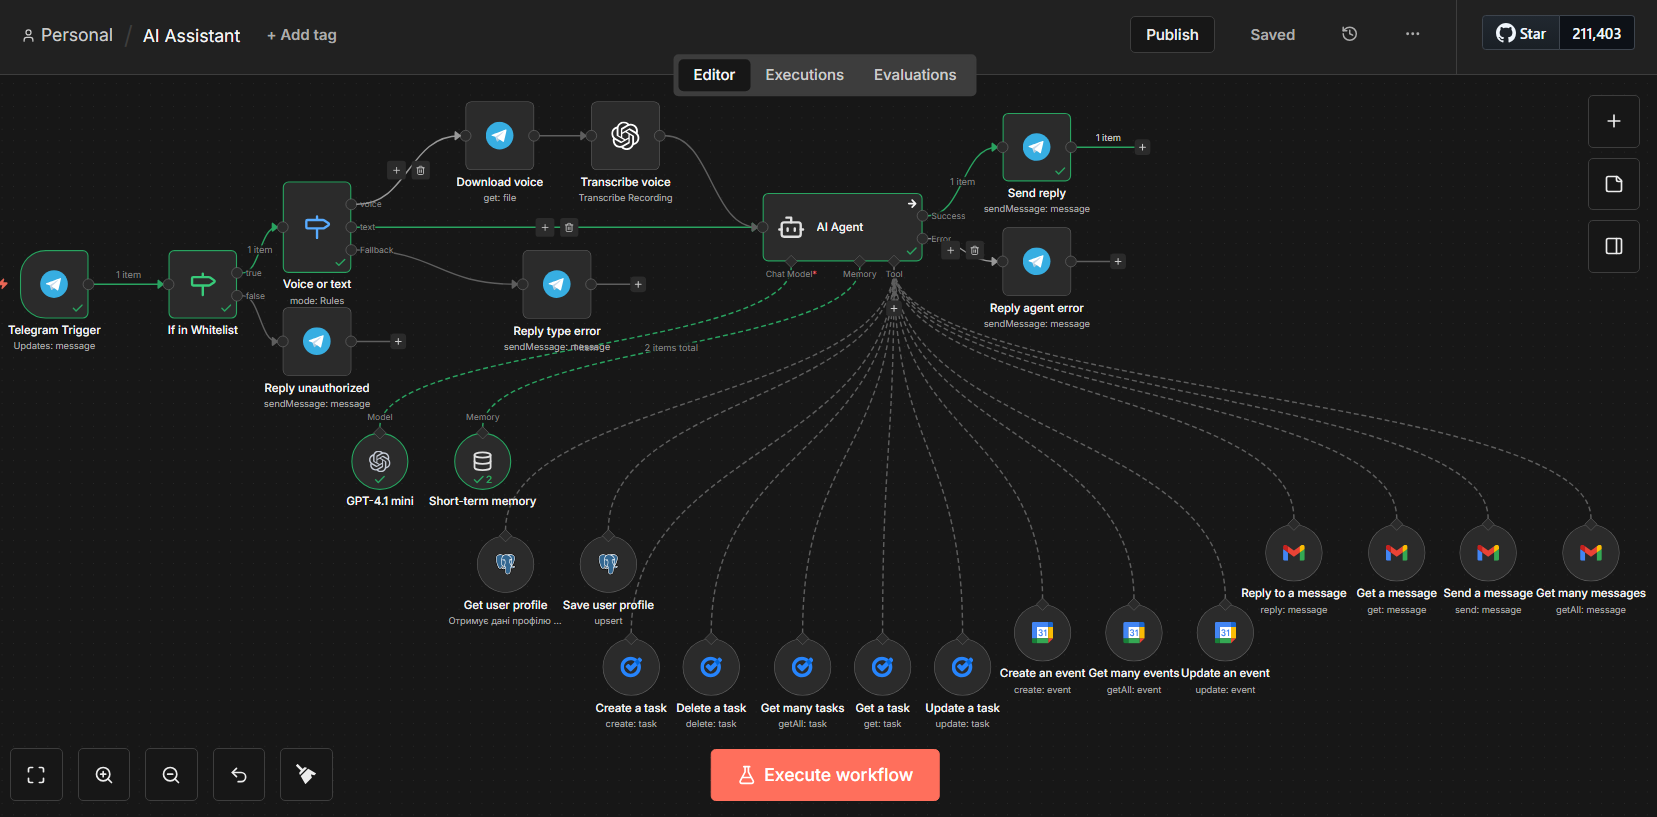 Personal / AI Assistant + Add tag
Publish
Saved
Star 211,403
Editor Executions Evaluations
Download voice
get: file
Transcribe voice
Transcribe Recording
1 item
Send reply
sendMessage: message
1 item
voice
text
Fallback
1 item
Voice or text
mode: Rules
AI Agent
Success
Error
Chat Model*
Memory
Tool
Reply agent error
sendMessage: message
Telegram Trigger
Updates: message
1 item
true
false
If in Whitelist
Reply type error
sendMessage: message
2 items total
Reply unauthorized
sendMessage: message
Model
Memory
GPT-4.1 mini
2
Short-term memory
Get user profile
Отримує дані профілю ...
Save user profile
upsert
Create a task
create: task
Delete a task
delete: task
Get many tasks
getAll: task
Get a task
get: task
Update a task
update: task
31
Create an event
create: event
31
Get many events
getAll: event
31
Update an event
update: event
Reply to a message
reply: message
Get a message
get: message
Send a message
send: message
Get many messages
getAll: message
Execute workflow